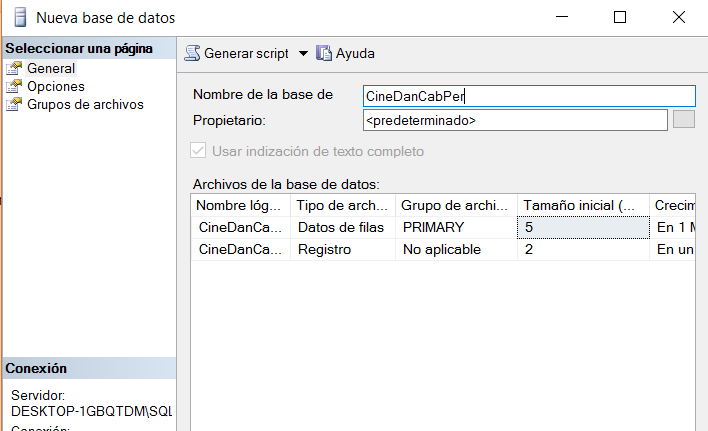 Nueva base de datos
Seleccionar una página
General
Opciones
Grupos de archivos
Generar script Ayuda
Nombre de la base de CineDanCabPer
Propietario: <predeterminado>
Usar indización de texto completo
Archivos de la base de datos:
Nombre lóg... Tipo de arch... Grupo de archi... Tamaño inicial (... Crecim
CineDanCa... Datos de filas PRIMARY 5 En 1 M
CineDanCa... Registro No aplicable 2 En un
Conexión
Servidor:
DESKTOP-1GBQTDM\SQL
Conexión: